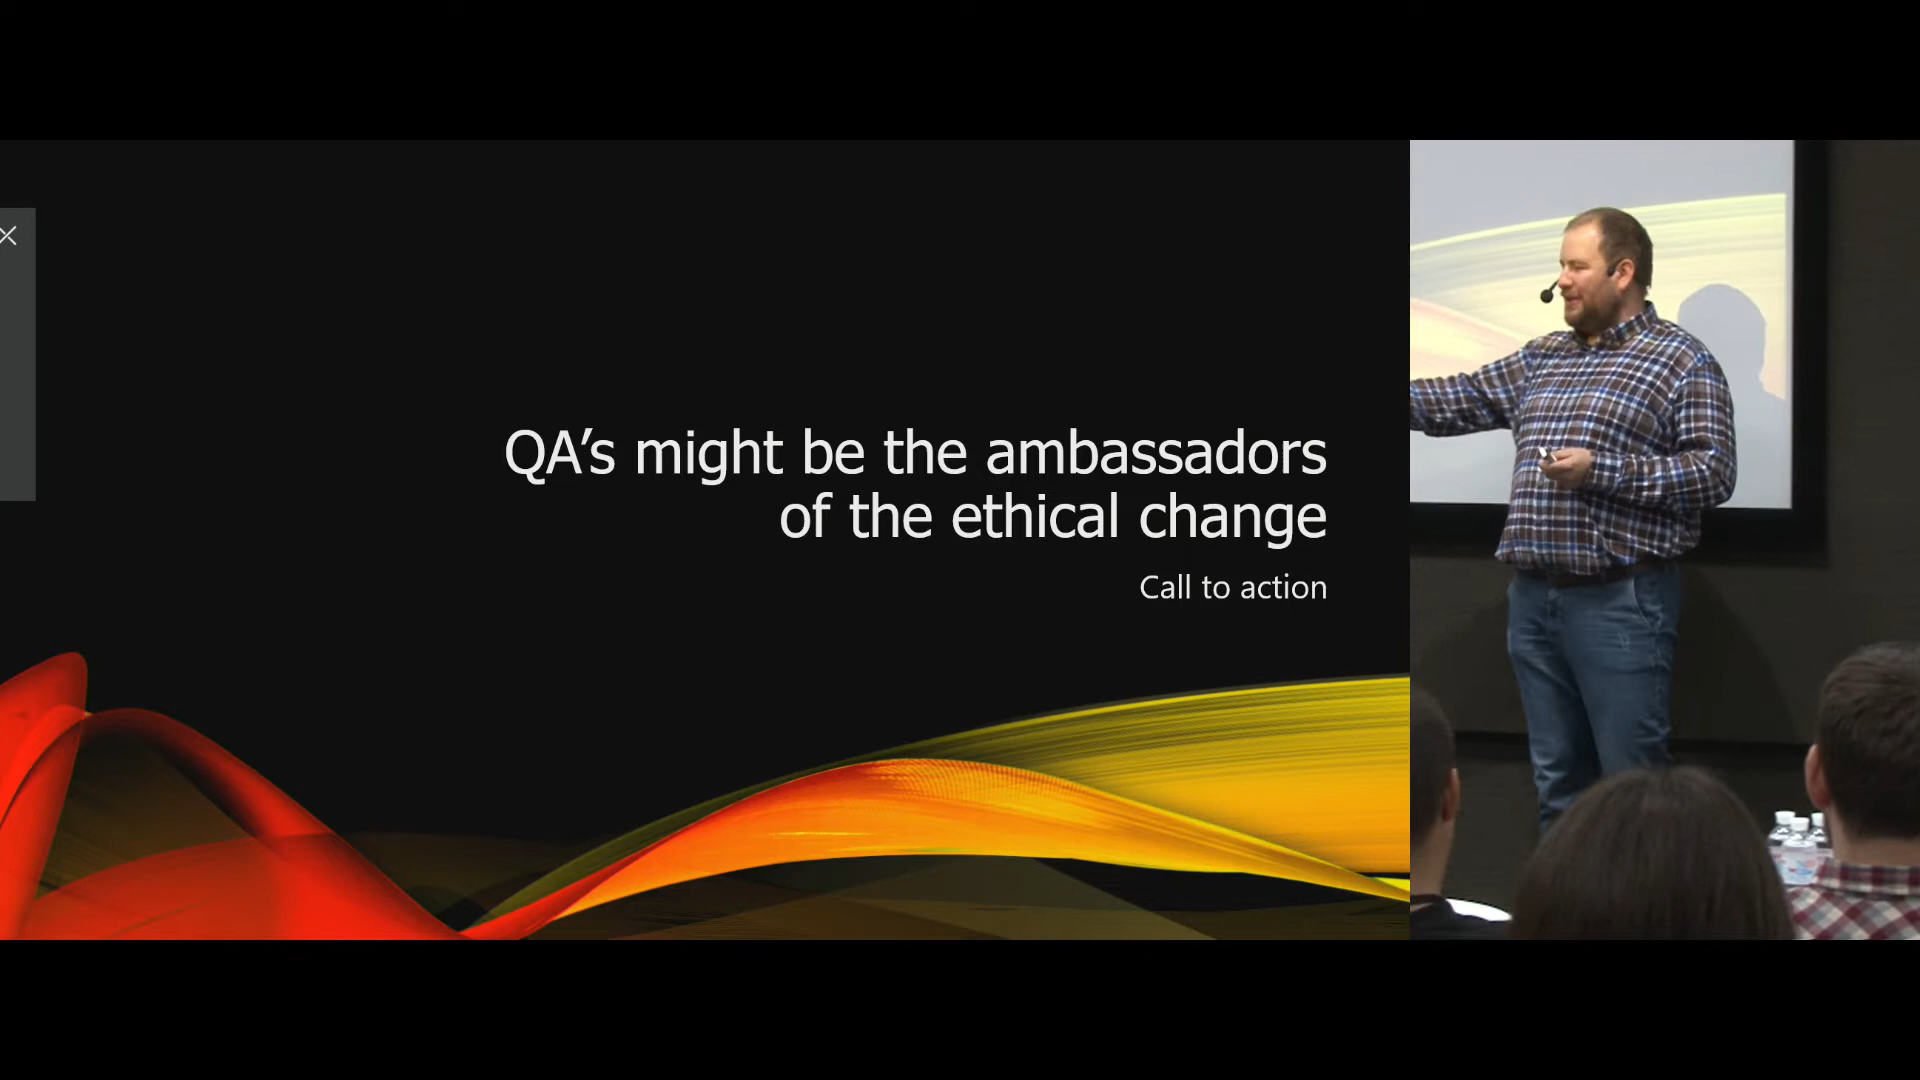 QA’s might be the ambassadors
of the ethical change
Call to action